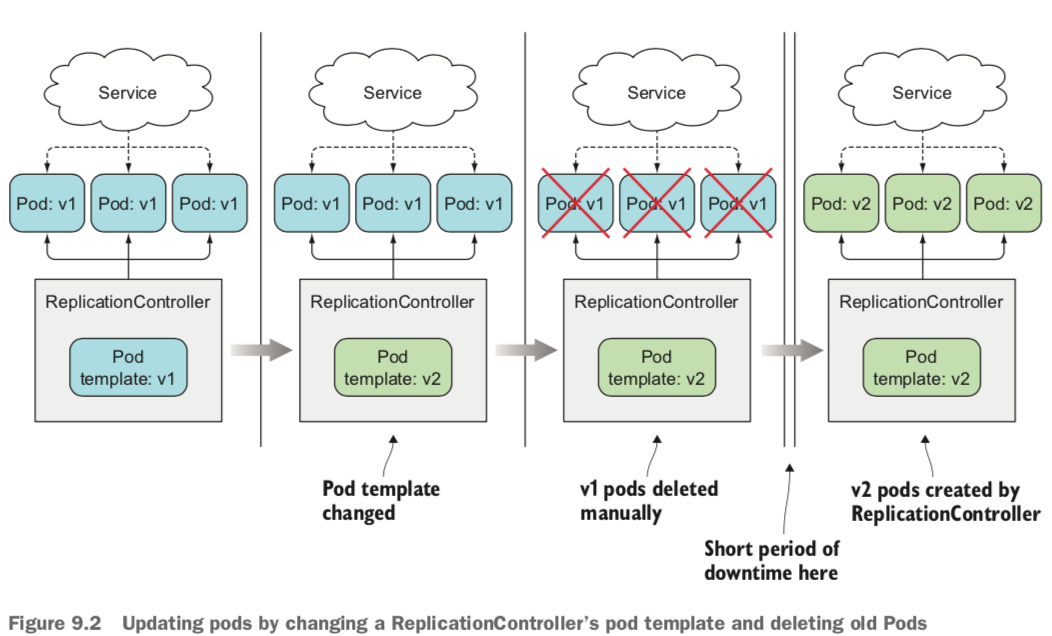 Service
Service
Service
Service
Pod: v1
Pod: v1
Pod: v1
Pod: v1
Pod: v1
Pod: v1
Pod: v1
Pod: v1
Pod: v1
Pod: v2
Pod: v2
Pod: v2
ReplicationController
ReplicationController
ReplicationController
ReplicationController
Pod
template: v1
Pod
template: v2
Pod
template: v2
Pod
template: v2
Pod template
changed
v1 pods deleted
manually
Short period of
downtime here
v2 pods created by
ReplicationController
Figure 9.2 Updating pods by changing a ReplicationController's pod template and deleting old Pods